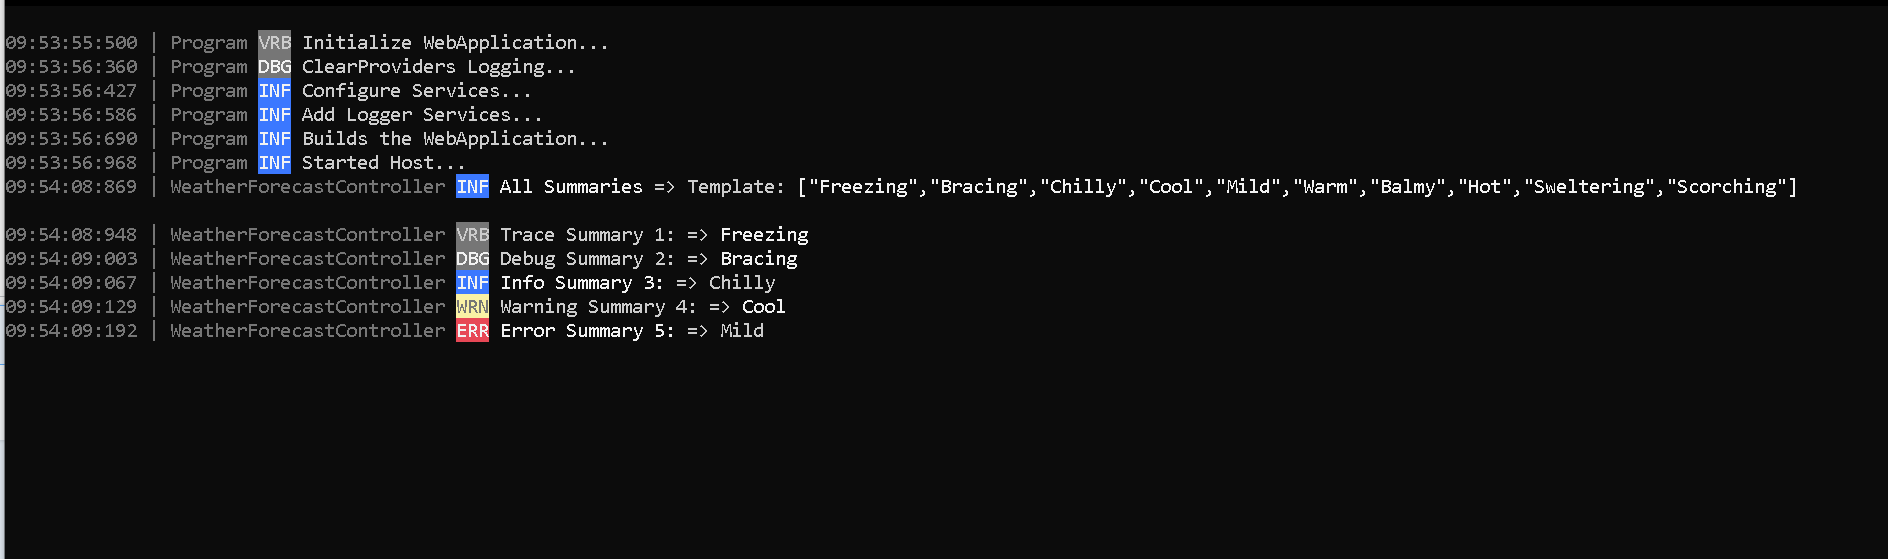 09:53:55:500 | Program VRB Initialize WebApplication...
09:53:56:360 | Program DBG ClearProviders Logging...
09:53:56:427 | Program INF Configure Services...
09:53:56:586 | Program INF Add Logger Services...
09:53:56:690 | Program INF Builds the WebApplication...
09:53:56:968 | Program INF Started Host...
09:54:08:869 | WeatherForecastController INF All Summaries => Template: ["Freezing","Bracing","Chilly","Cool","Mild","Warm","Balmy","Hot","Sweltering","Scorching"]
09:54:08:948 | WeatherForecastController VRB Trace Summary 1: => Freezing
09:54:09:003 | WeatherForecastController DBG Debug Summary 2: => Bracing
09:54:09:067 | WeatherForecastController INF Info Summary 3: => Chilly
09:54:09:129 | WeatherForecastController WRN Warning Summary 4: => Cool
09:54:09:192 | WeatherForecastController ERR Error Summary 5: => Mild